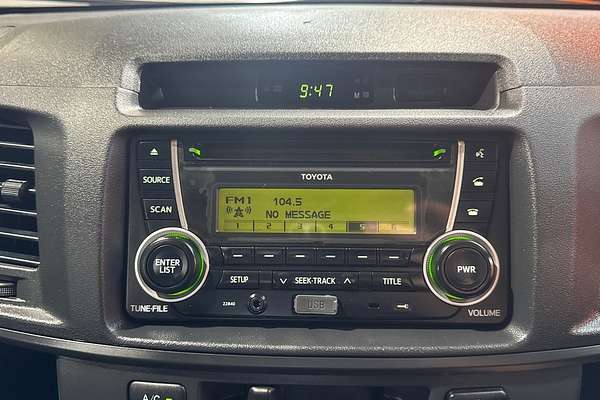 9:47
M
TOYOTA
SOURCE
SCAN
FM1 104.5
NO MESSAGE
1 2 3 4 5 6
ENTER
LIST
PWR
SETUP
SEEK·TRACK
TITLE
TUNE·FILE
22840
USB
VOLUME
A/C